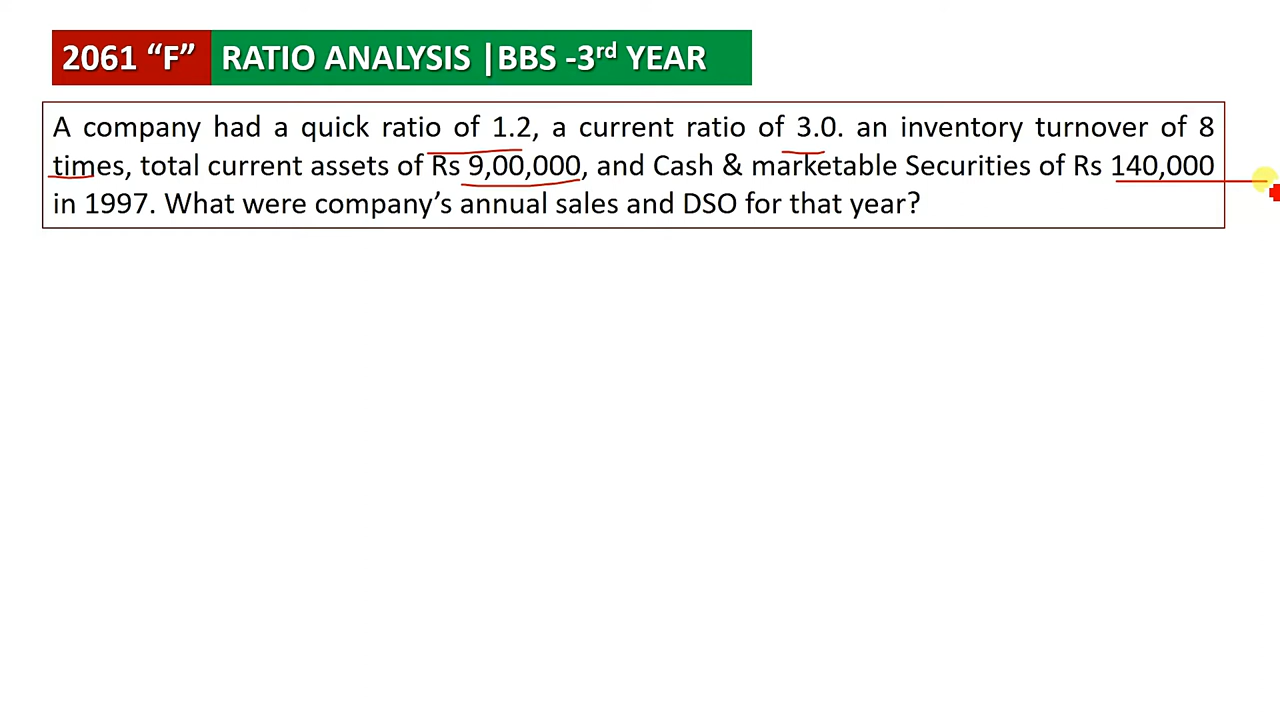 2061 “F” RATIO ANALYSIS |BBS -3rd YEAR
A company had a quick ratio of 1.2, a current ratio of 3.0. an inventory turnover of 8
times, total current assets of Rs 9,00,000, and Cash & marketable Securities of Rs 140,000
in 1997. What were company’s annual sales and DSO for that year?